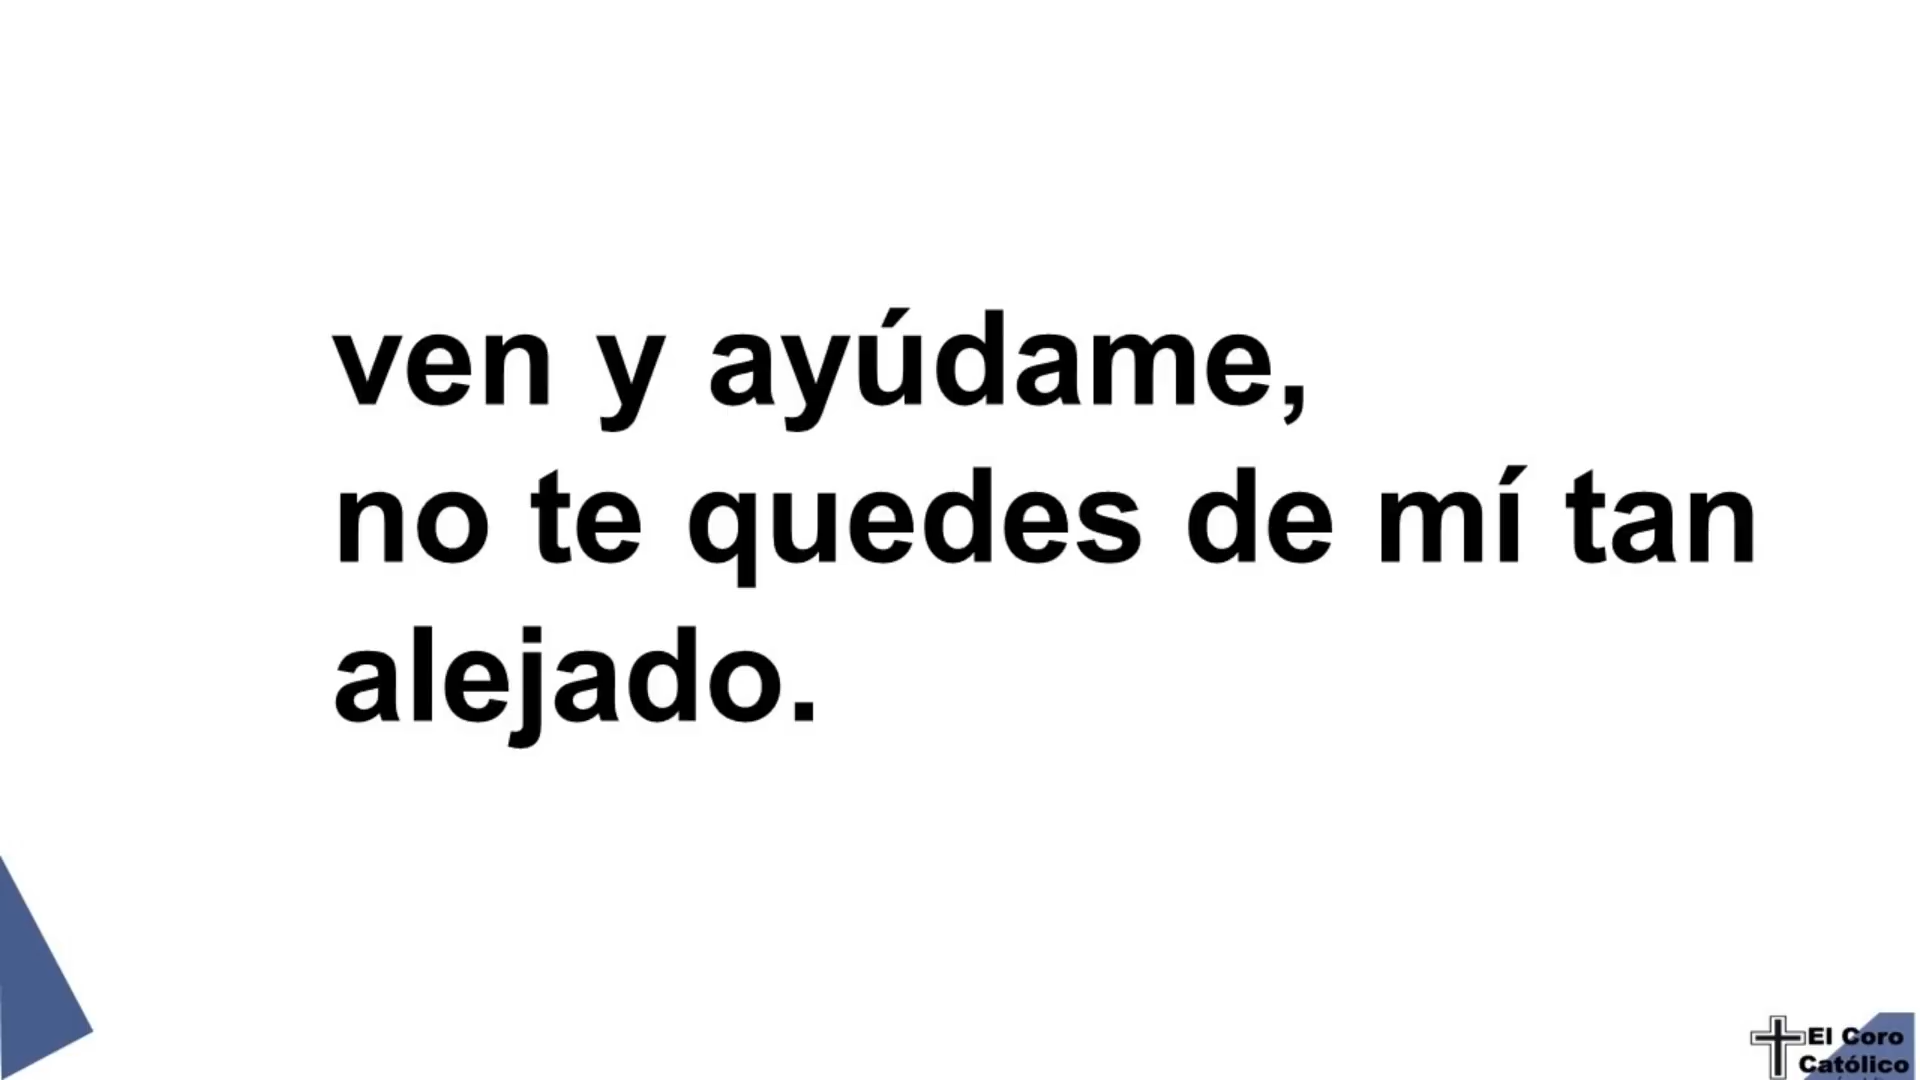 ven y ayúdame,
no te quedes de mí tan
alejado.
El Coro
Católico